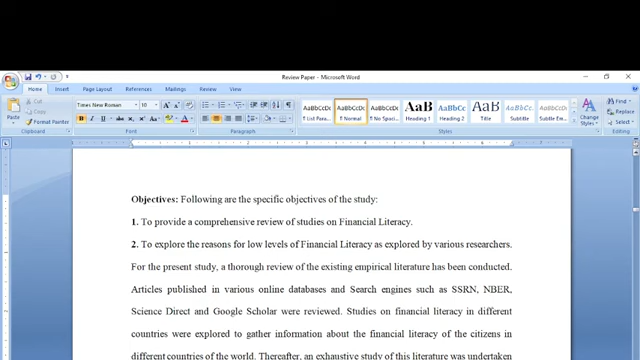 Review Paper - Microsoft Word
Home Insert Page Layout References Mailings Review View
Paste
Cut
Copy
Format Painter
Clipboard
Times New Roman 10
Font
Paragraph
AaBbCcDc AaBbCcDc AaBbCcDc AaB AaBbCc AaB AaBbCcDc AaBbCcDc
¶ List Para... ¶ Normal ¶ No Spaci... Heading 1 Heading 2 Title Subtitle Subtle Em...
Change Styles
Styles
Find
Replace
Select
Editing
Objectives: Following are the specific objectives of the study:
1. To provide a comprehensive review of studies on Financial Literacy.
2. To explore the reasons for low levels of Financial Literacy as explored by various researchers.
For the present study, a thorough review of the existing empirical literature has been conducted.
Articles published in various online databases and Search engines such as SSRN, NBER,
Science Direct and Google Scholar were reviewed. Studies on financial literacy in different
countries were explored to gather information about the financial literacy of the citizens in
different countries of the world. Thereafter, an exhaustive study of this literature was undertaken